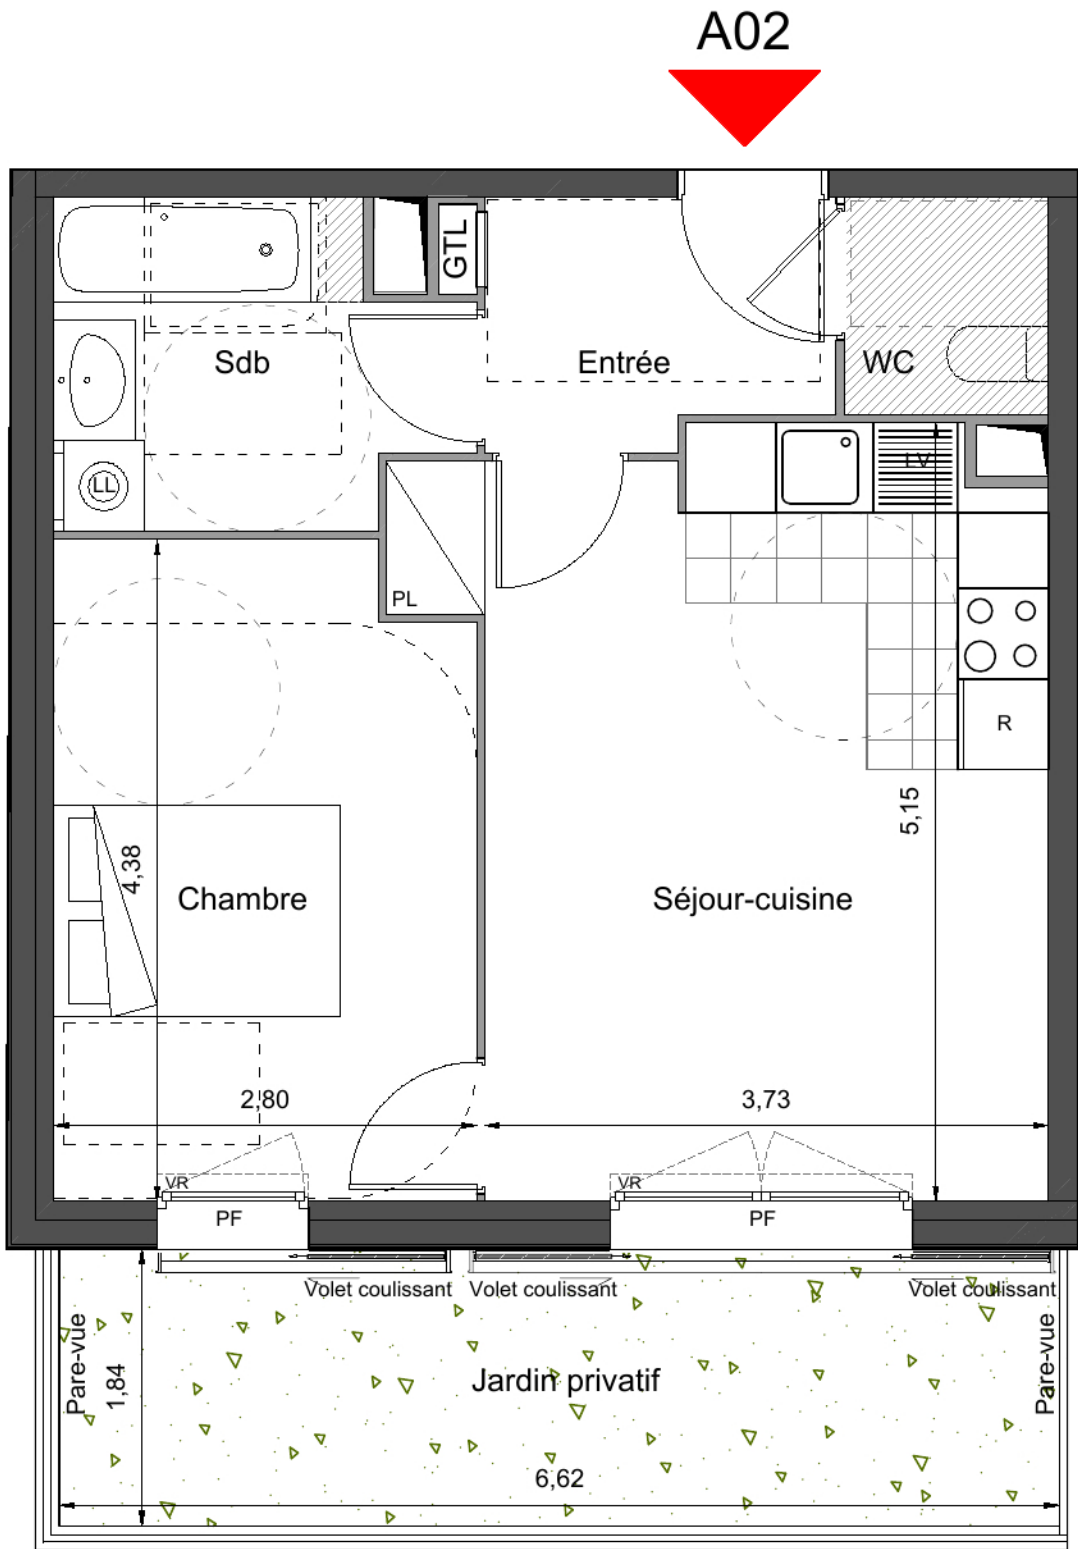 A02
GTL
Sdb
Entrée
WC
LV
LL
PL
R
5,15
4,38
Chambre
Séjour-cuisine
2,80
3,73
VR
VR
PF
PF
Volet coulissant
Volet coulissant
Volet coulissant
Pare-vue
1,84
Jardin privatif
Pare-vue
6,62